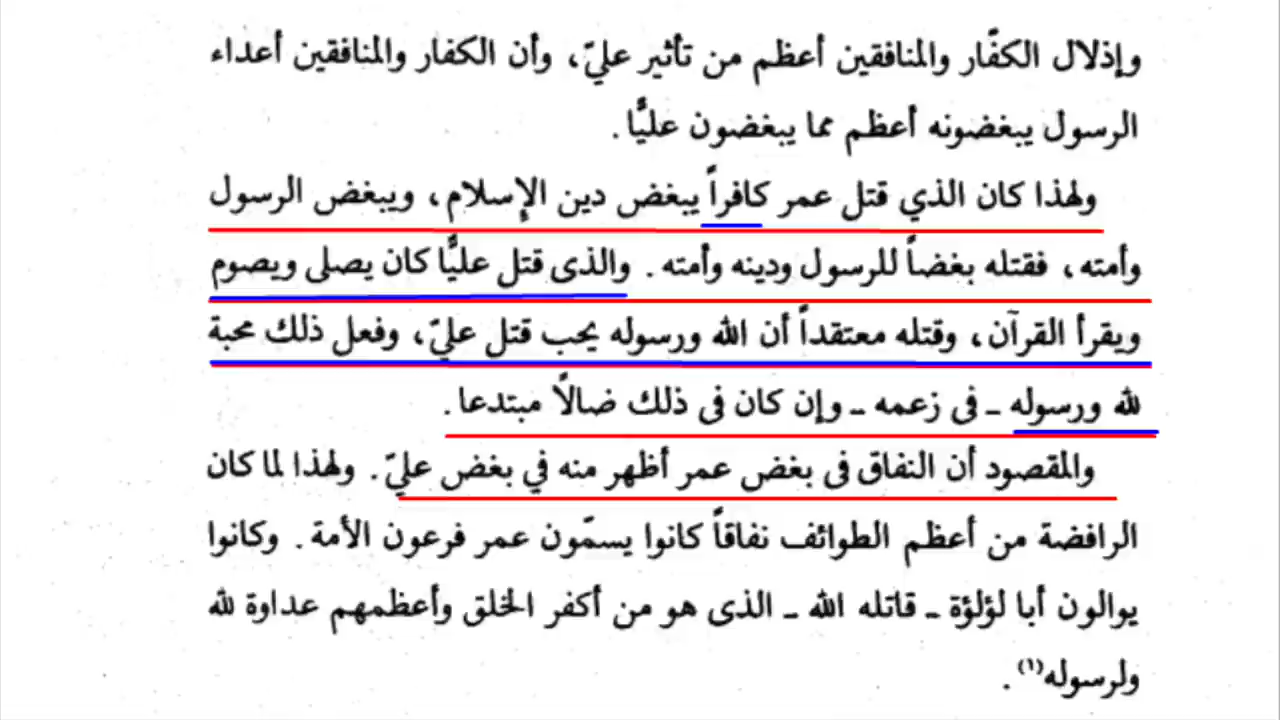 وإذلال الكفّار والمنافقين أعظم من تأثير عليّ، وأن الكفار والمنافقين أعداء
الرسول يبغضونه أعظم مما يبغضون عليًّا.
ولهذا كان الذي قتل عمر كافراً يبغض دين الإسلام، ويبغض الرسول
وأمته، فقتله بغضاً للرسول ودينه وأمته. والذى قتل عليًّا كان يصلى ويصوم
ويقرأ القرآن، وقتله معتقداً أن الله ورسوله يحب قتل عليّ، وفعل ذلك محبة
لله ورسوله ـ فى زعمه ـ وإن كان فى ذلك ضالاًّ مبتدعا.
والمقصود أن النفاق فى بغض عمر أظهر منه في بغض عليّ. ولهذا لما كان
الرافضة من أعظم الطوائف نفاقاً كانوا يسمّون عمر فرعون الأمة. وكانوا
يوالون أبا لؤلؤة ـ قاتله الله ـ الذى هو من أكفر الخلق وأعظمهم عداوة لله
ولرسوله(١).